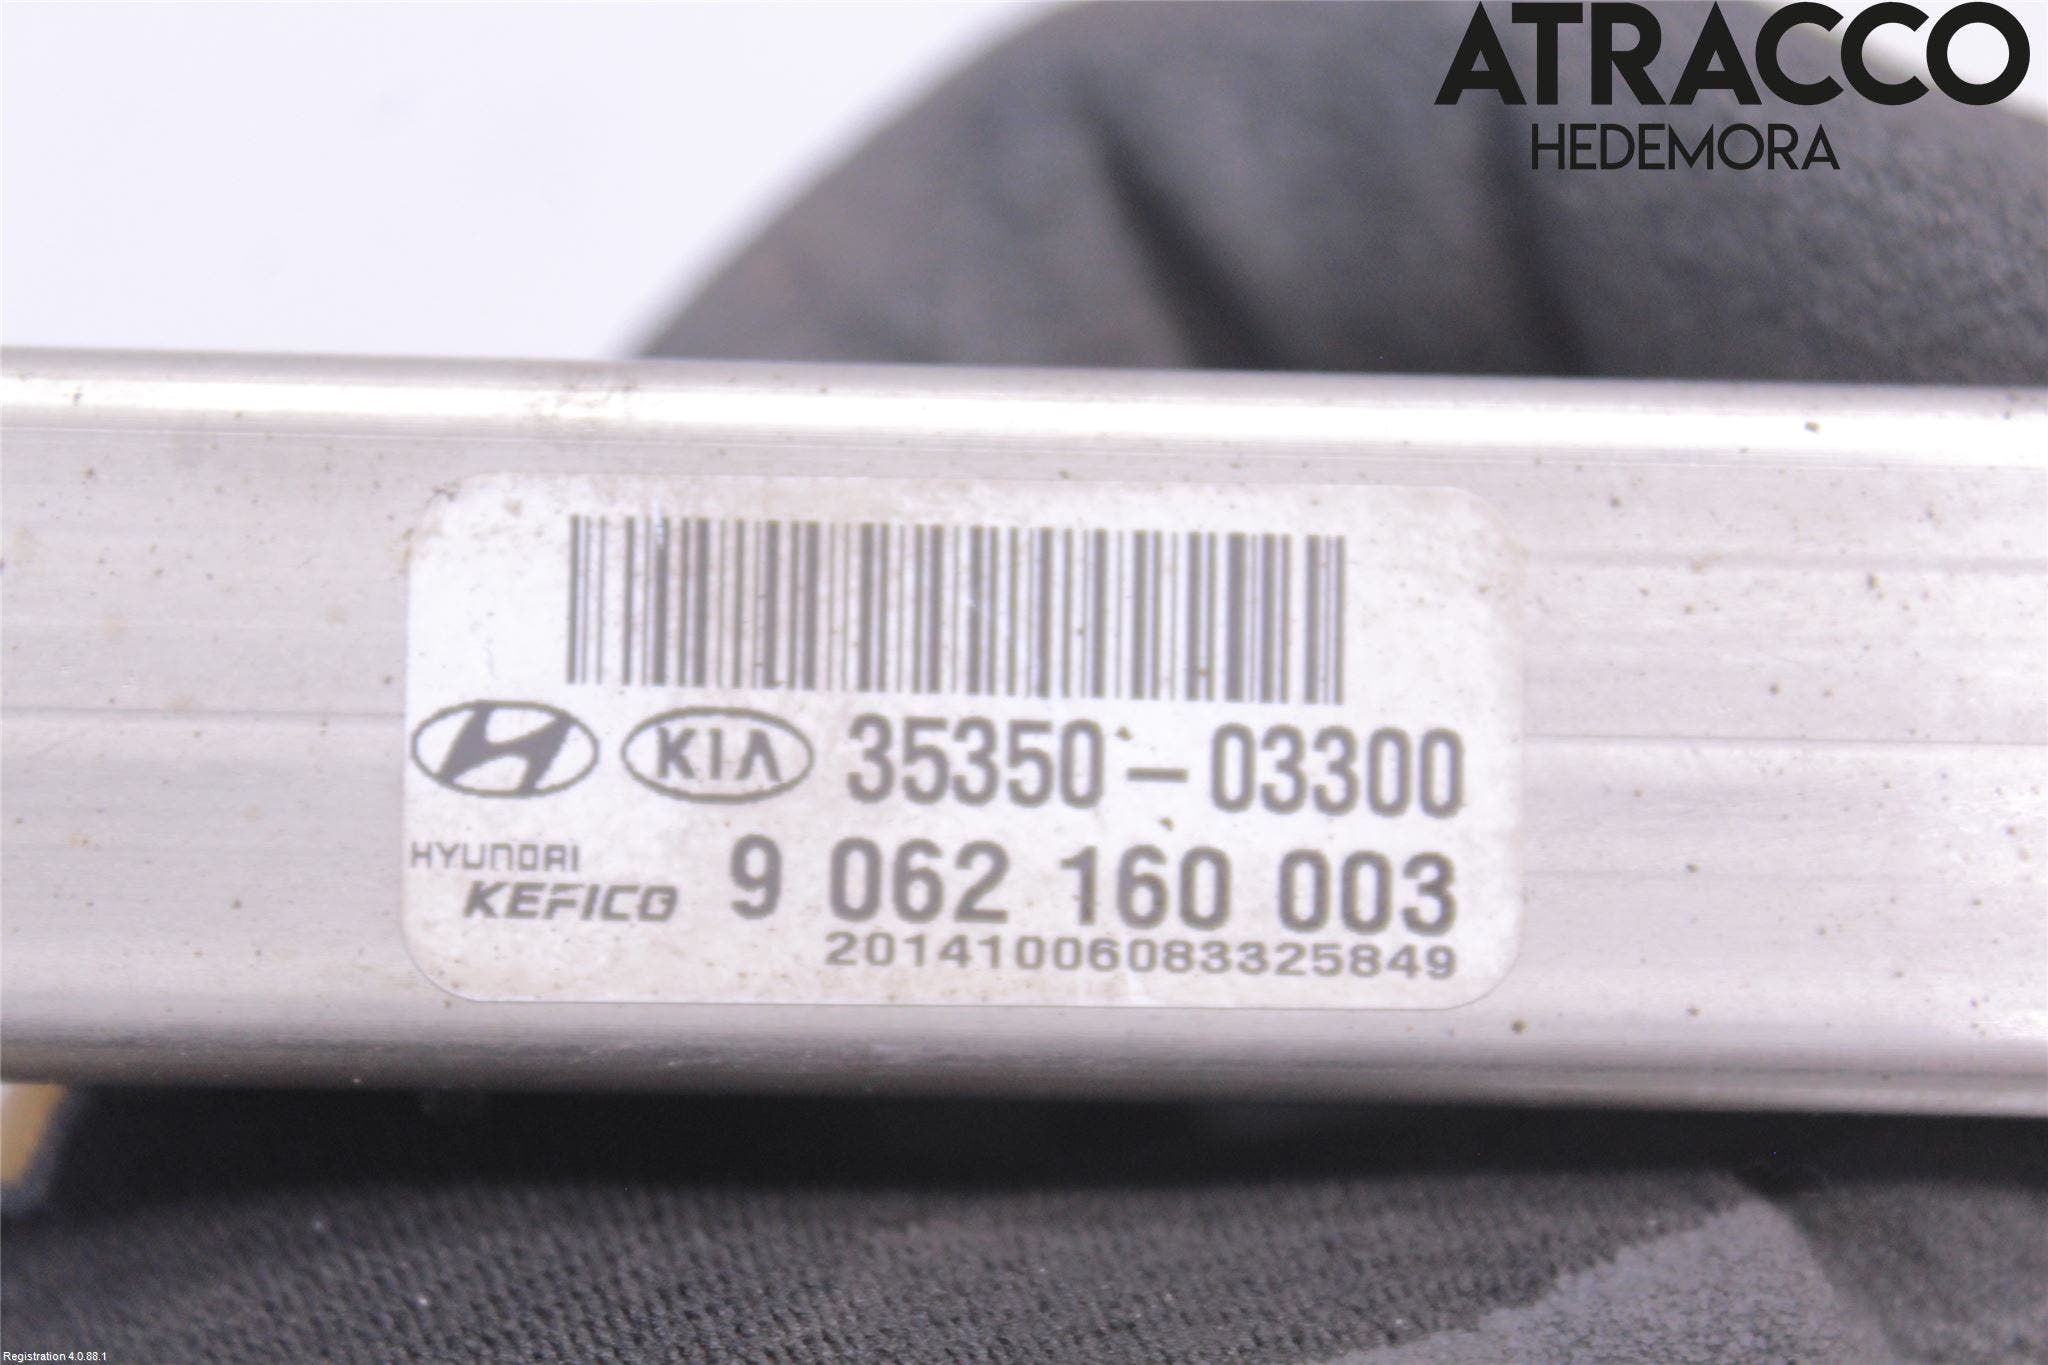 ATRACCO
HEDEMORA
KIA 35350-03300
HYUNDAI
KEFICO 9 062 160 003
20141006083325849
Registration 4.0.88.1